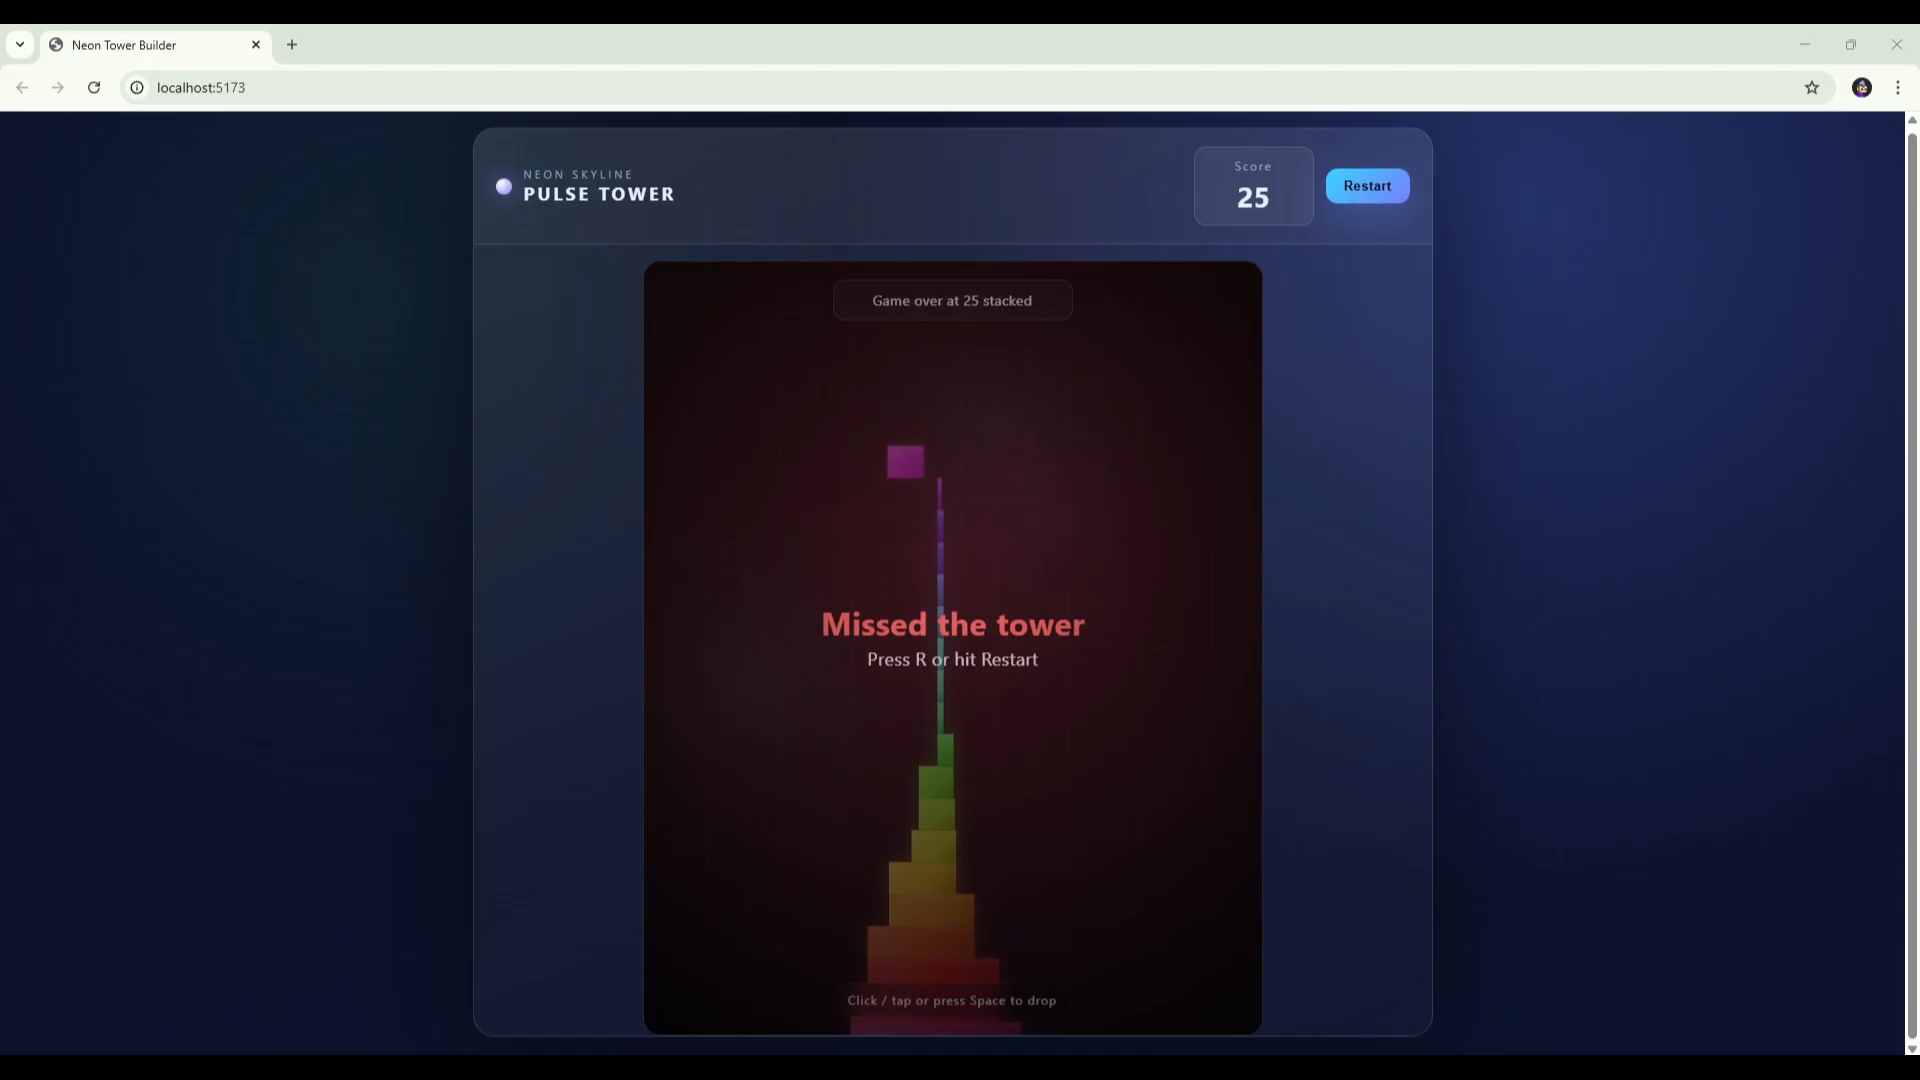 Neon Tower Builder
localhost:5173
NEON SKYLINE
PULSE TOWER
Score
25
Restart
Game over at 25 stacked
Missed the tower
Press R or hit Restart
Click / tap or press Space to drop